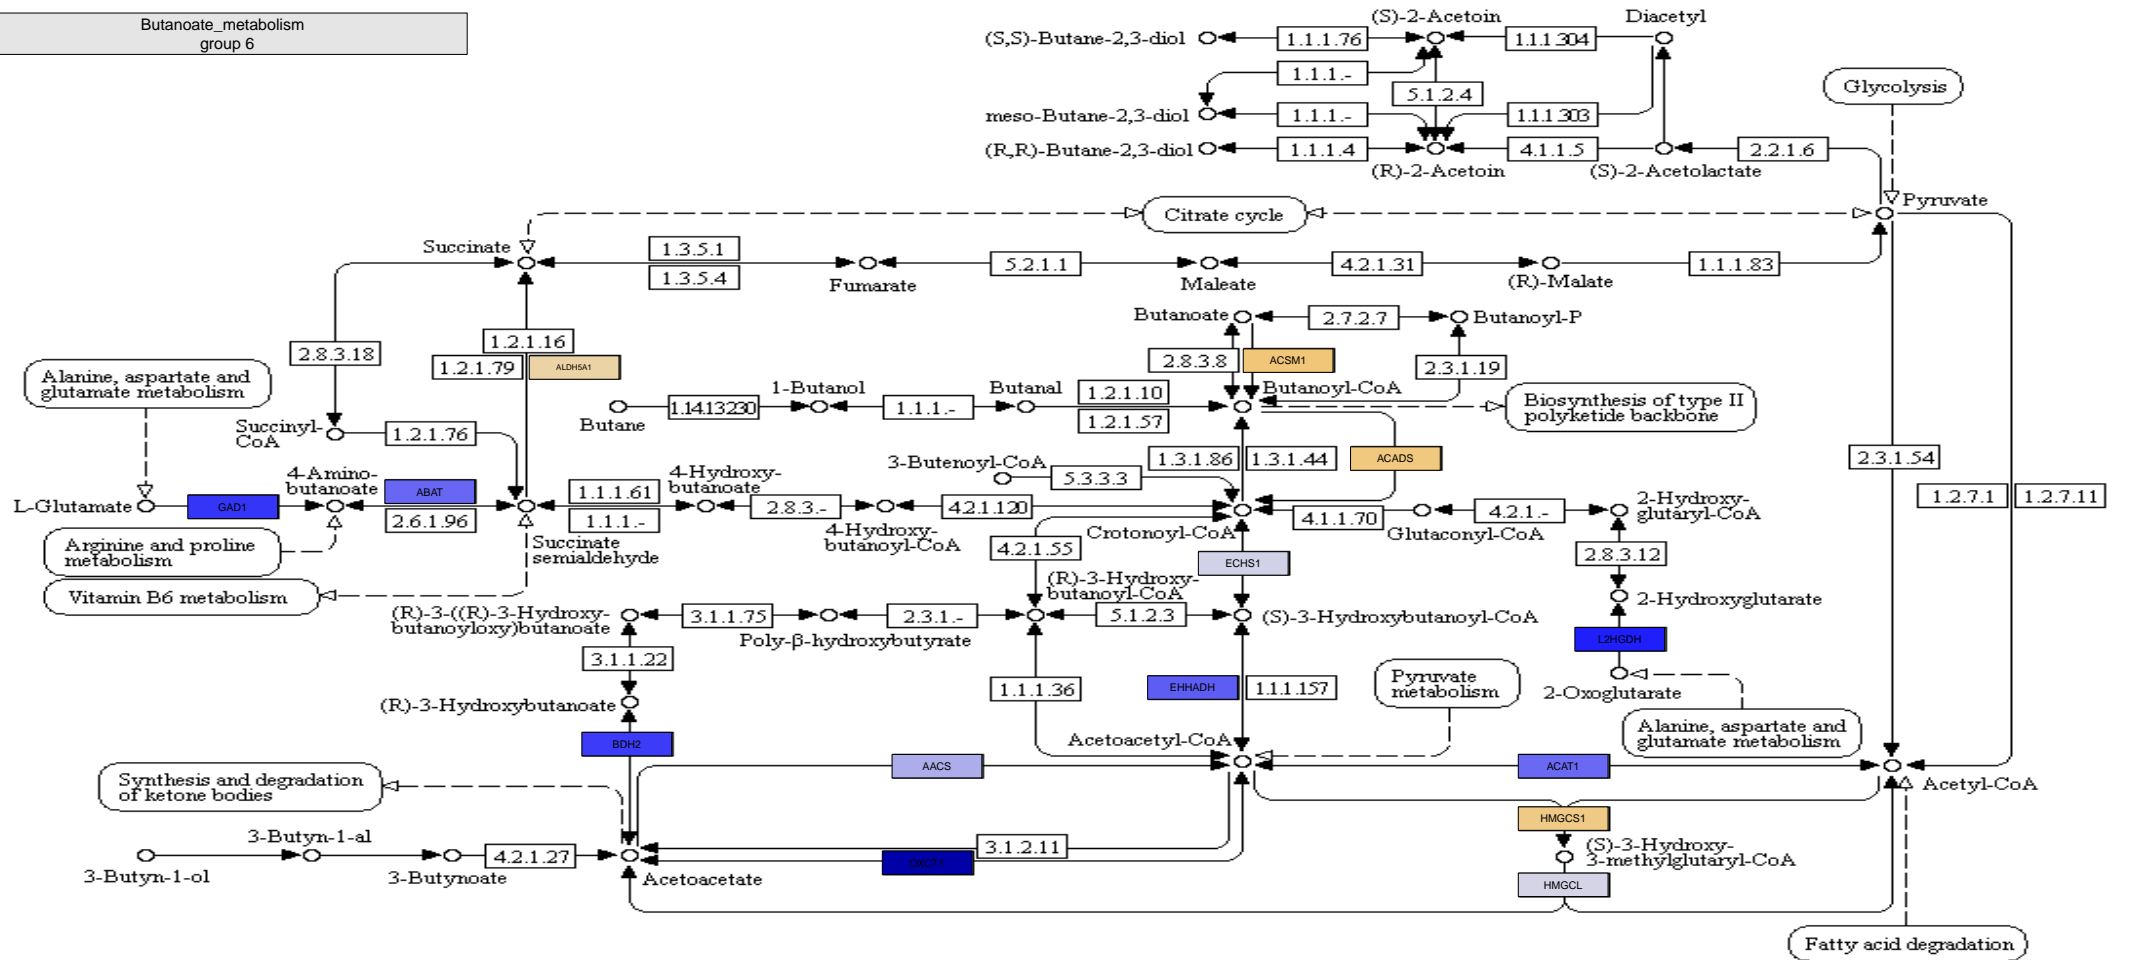 Butanoate_metabolism
group 6
(S)-2-Acetoin
Diacetyl
(S,S)-Butane-2,3-diol
1.1.1.76
1.1.1.304
1.1.1.-
5.1.2.4
Glycolysis
meso-Butane-2,3-diol
1.1.1.-
1.1.1.303
(R,R)-Butane-2,3-diol
1.1.1.4
4.1.1.5
2.2.1.6
(R)-2-Acetoin
(S)-2-Acetolactate
Citrate cycle
Pyruvate
Succinate
1.3.5.1
1.3.5.4
Fumarate
5.2.1.1
Maleate
4.2.1.31
(R)-Malate
1.1.1.83
Butanoate
2.7.2.7
Butanoyl-P
2.8.3.18
1.2.1.16
1.2.1.79
ALDH5A1
2.8.3.8
ACSM1
2.3.1.19
Alanine, aspartate and
glutamate metabolism
1-Butanol
Butanal
1.2.1.10
Butanoyl-CoA
Butane
1.14.13230
1.1.1.-
1.2.1.57
Biosynthesis of type II
polyketide backbone
Succinyl-
CoA
1.2.1.76
3-Butenoyl-CoA
5.3.3.3
1.3.1.86
1.3.1.44
ACADS
2.3.1.54
L-Glutamate
GAD1
4-Amino-
butanoate
ABAT
2.6.1.96
1.1.1.61
1.1.1.-
4-Hydroxy-
butanoate
2.8.3.-
4-Hydroxy-
butanoyl-CoA
4.2.1.120
Crotonoyl-CoA
4.1.1.70
Glutaconyl-CoA
4.2.1.-
2-Hydroxy-
glutaryl-CoA
1.2.7.1
1.2.7.11
Arginine and proline
metabolism
Succinate
semialdehyde
4.2.1.55
ECHS1
2.8.3.12
Vitamin B6 metabolism
(R)-3-((R)-3-Hydroxy-
butanoyloxy)butanoate
3.1.1.75
Poly-β-hydroxybutyrate
2.3.1.-
(R)-3-Hydroxy-
butanoyl-CoA
5.1.2.3
(S)-3-Hydroxybutanoyl-CoA
2-Hydroxyglutarate
L2HGDH
3.1.1.22
1.1.1.36
EHHADH
1.1.1.157
Pyruvate
metabolism
2-Oxoglutarate
(R)-3-Hydroxybutanoate
BDH2
Acetoacetyl-CoA
Alanine, aspartate and
glutamate metabolism
AACS
ACAT1
Synthesis and degradation
of ketone bodies
Acetyl-CoA
HMGCS1
3-Butyn-1-ol
3-Butyn-1-al
3-Butynoate
4.2.1.27
Acetoacetate
3.1.2.11
OXCT1
(S)-3-Hydroxy-
3-methylglutaryl-CoA
HMGCL
Fatty acid degradation